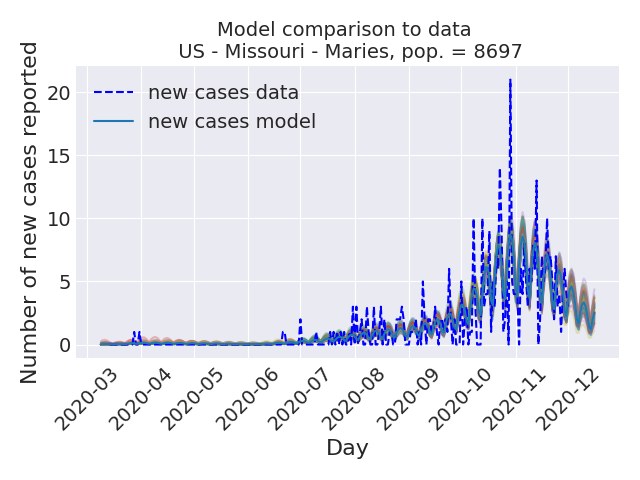 Model comparison to data
US - Missouri - Maries, pop. = 8697
new cases data
new cases model
Number of new cases reported
20
15
10
5
0
2020-03
2020-04
2020-05
2020-06
2020-07
2020-08
2020-09
2020-10
2020-11
2020-12
Day